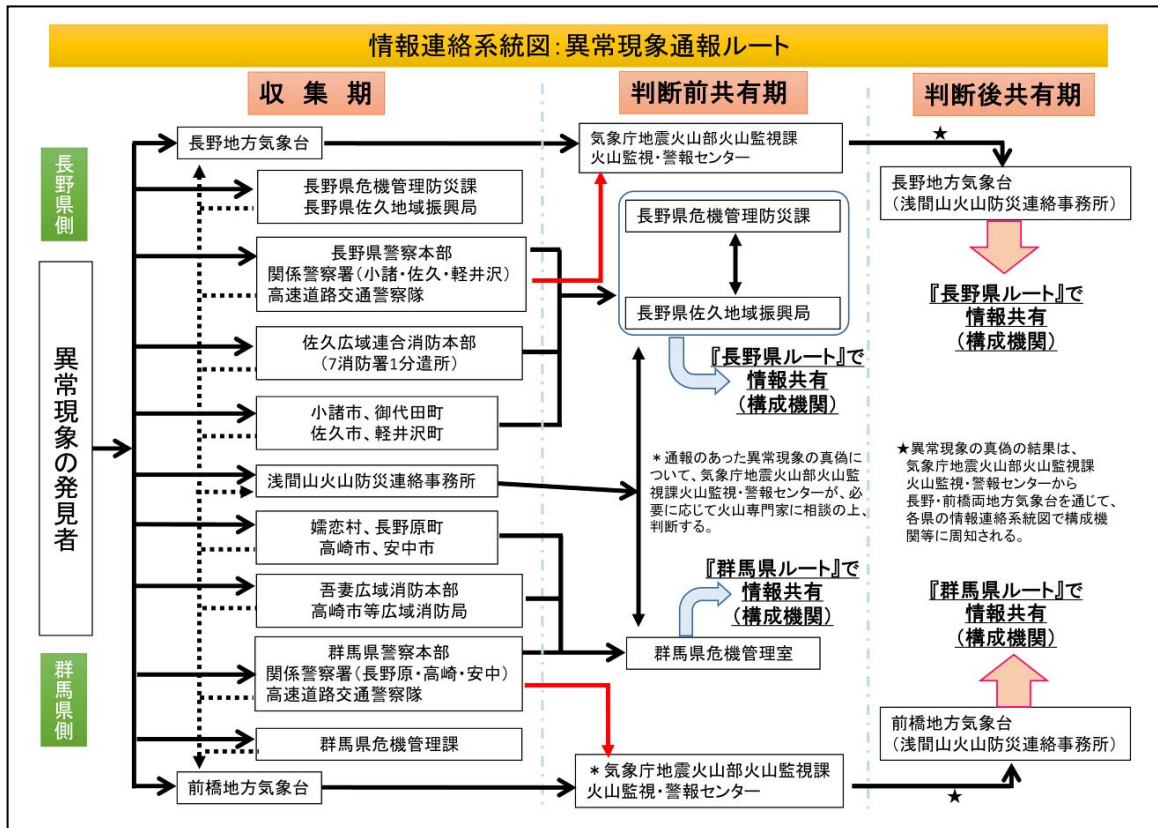 情報連絡系統図:異常現象通報ルート
収集期
判断前共有期
判断後共有期
長野県側
異常現象の発見者
群馬県側
長野地方気象台
長野県危機管理防災課
長野県佐久地域振興局
長野県警察本部
関係警察署(小諸・佐久・軽井沢)
高速道路交通警察隊
佐久広域連合消防本部
(7消防署1分遣所)
小諸市、御代田町
佐久市、軽井沢町
浅間山火山防災連絡事務所
嬬恋村、長野原町
高崎市、安中市
吾妻広域消防本部
高崎市等広域消防局
群馬県警察本部
関係警察署(長野原・高崎・安中)
高速道路交通警察隊
群馬県危機管理課
前橋地方気象台
気象庁地震火山部火山監視課
火山監視・警報センター
長野県危機管理防災課
長野県佐久地域振興局
『長野県ルート』で
情報共有
(構成機関)
*通報のあった異常現象の真偽に
ついて、気象庁地震火山部火山監
視課火山監視・警報センターが、必
要に応じて火山専門家に相談の上、
判断する。
『群馬県ルート』で
情報共有
(構成機関)
群馬県危機管理室
*気象庁地震火山部火山監視課
火山監視・警報センター
★
長野地方気象台
(浅間山火山防災連絡事務所)
『長野県ルート』で
情報共有
(構成機関)
★異常現象の真偽の結果は、
気象庁地震火山部火山監視課
火山監視・警報センターから
長野・前橋両地方気象台を通じて、
各県の情報連絡系統図で構成機
関等に周知される。
『群馬県ルート』で
情報共有
(構成機関)
前橋地方気象台
(浅間山火山防災連絡事務所)
★